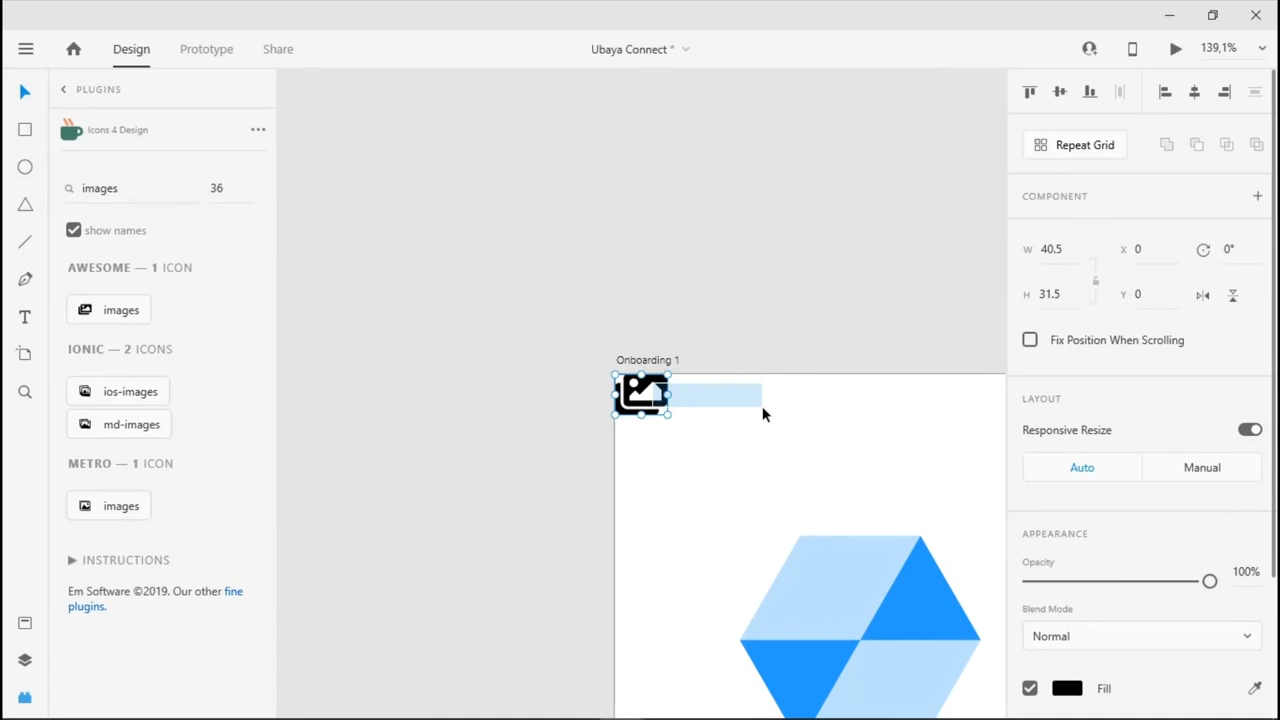 Design
Prototype
Share
Ubaya Connect *
139,1%
PLUGINS
Icons 4 Design
images
36
show names
AWESOME — 1 ICON
images
IONIC — 2 ICONS
ios-images
md-images
METRO — 1 ICON
images
INSTRUCTIONS
Em Software ©2019. Our other fine
plugins.
Onboarding 1
Repeat Grid
COMPONENT
W 40.5 X 0 0°
H 31.5 Y 0
Fix Position When Scrolling
LAYOUT
Responsive Resize
Auto
Manual
APPEARANCE
Opacity
100%
Blend Mode
Normal
Fill